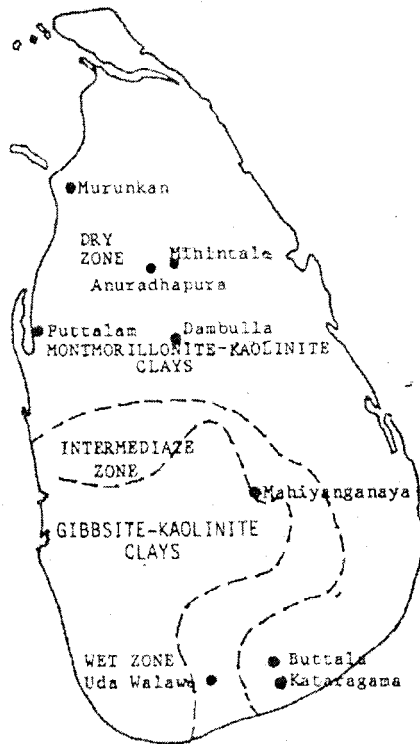 Murunkan
DRY
ZONE
Mihintale
Anuradhapura
Puttalam
Dambulla
MONTMORILLONITE-KAOLINITE
CLAYS
INTERMEDIATE
ZONE
Mahiyanganaya
GIBBSITE-KAOLINITE
CLAYS
WET ZONE
Uda Walawe
Buttala
Kataragama